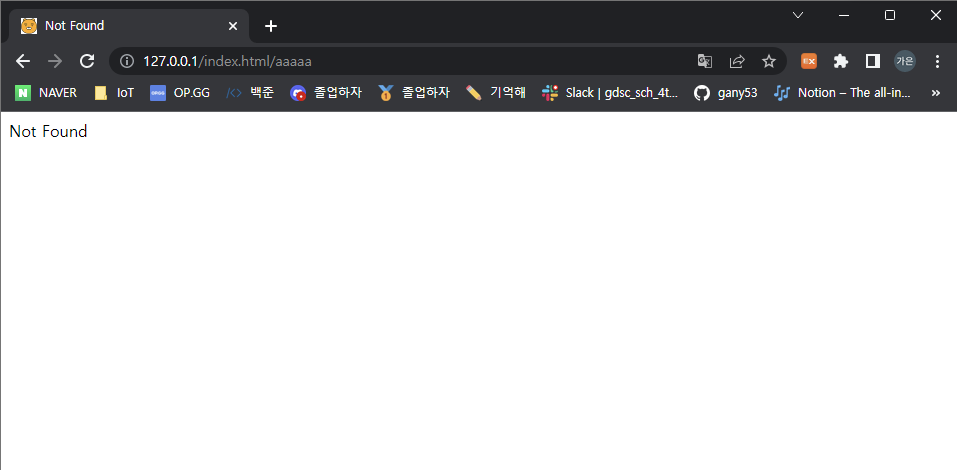 Not Found
127.0.0.1/index.html/aaaaa
EX
가은
N NAVER IoT OP.GG 백준 졸업하자 졸업하자 기억해 Slack | gdsc_sch_4t... gany53 Notion – The all-in... »
Not Found